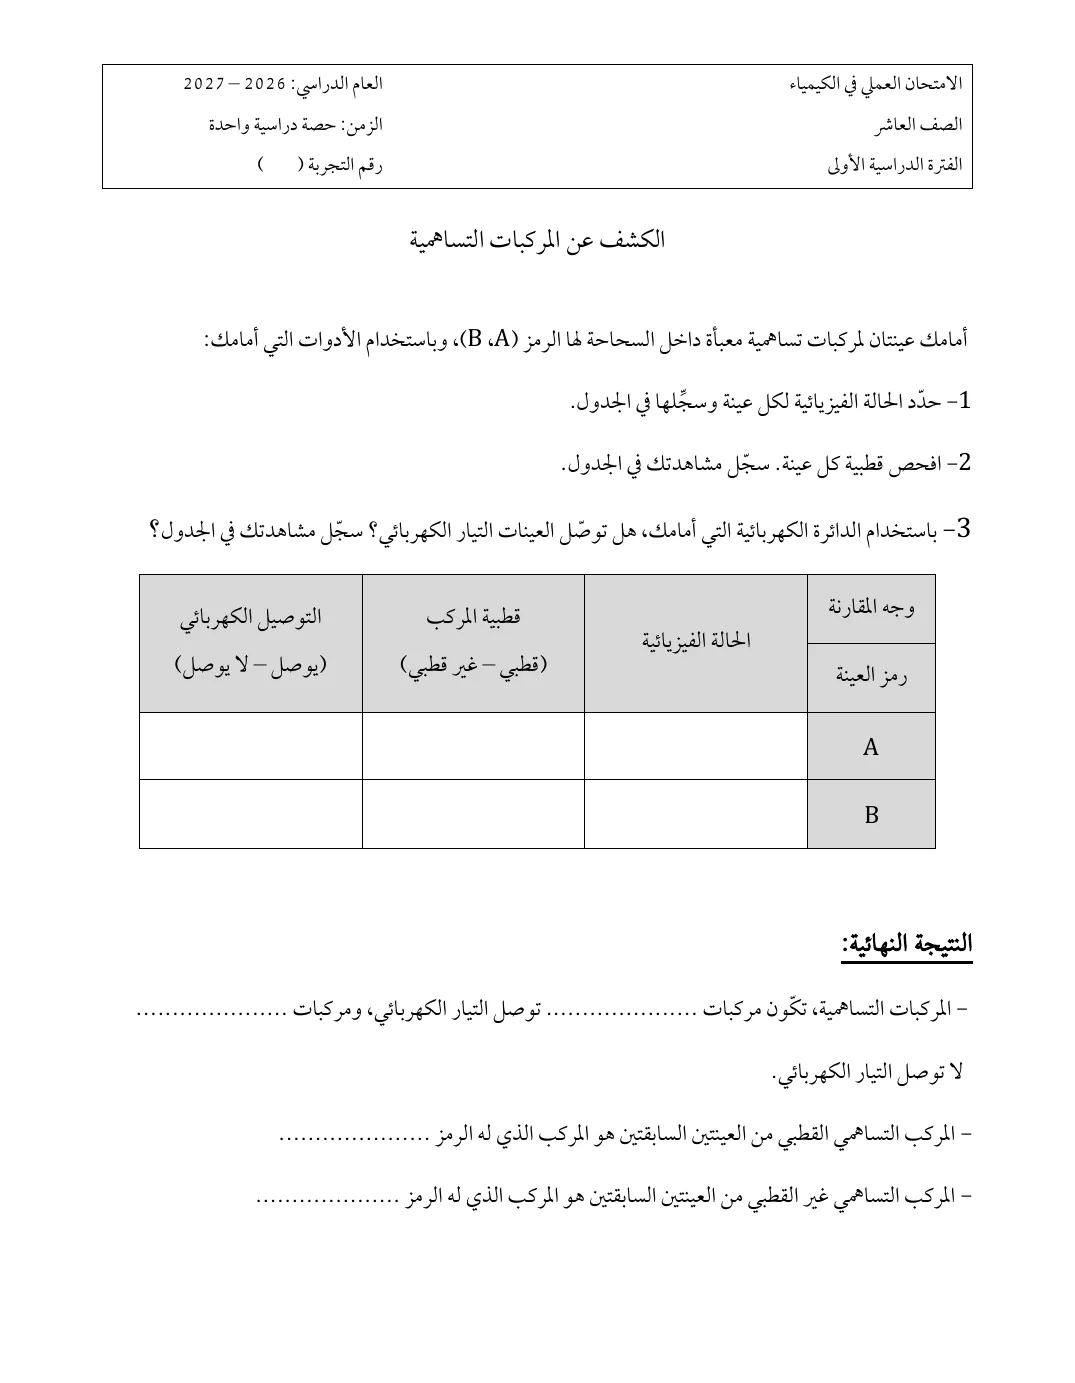 الامتحان العملي في الكيمياء
العام الدراسي: 2026 – 2027
الصف العاشر
الزمن: حصة دراسية واحدة
الفترة الدراسية الأولى
رقم التجربة ( )
الكشف عن المركبات التساهمية
أمامك عينتان لمركبات تساهمية معبأة داخل السحاحة لها الرمز (B ،A)، وباستخدام الأدوات التي أمامك:
1– حدّد الحالة الفيزيائية لكل عينة وسجِّلها في الجدول.
2– افحص قطبية كل عينة. سجّل مشاهدتك في الجدول.
3– باستخدام الدائرة الكهربائية التي أمامك، هل توصّل العينات التيار الكهربائي؟ سجّل مشاهدتك في الجدول؟
وجه المقارنة
رمز العينة
الحالة الفيزيائية
قطبية المركب
(قطبي – غير قطبي)
التوصيل الكهربائي
(يوصل – لا يوصل)
A
B
النتيجة النهائية:
– المركبات التساهمية، تكّون مركبات ..................... توصل التيار الكهربائي، ومركبات .....................
لا توصل التيار الكهربائي.
– المركب التساهمي القطبي من العينتين السابقتين هو المركب الذي له الرمز .....................
– المركب التساهمي غير القطبي من العينتين السابقتين هو المركب الذي له الرمز ....................